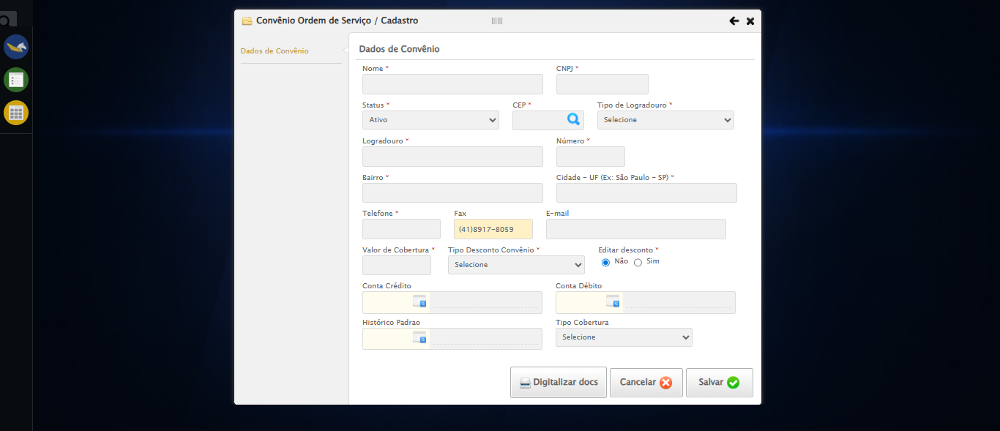 Convênio Ordem de Serviço / Cadastro
Dados de Convênio
Dados de Convênio
Nome * CNPJ *
Status * CEP * Tipo de Logradouro *
Ativo Selecione
Logradouro * Número *
Bairro * Cidade - UF (Ex: São Paulo - SP) *
Telefone * Fax E-mail
(41)8917-8059
Valor de Cobertura * Tipo Desconto Convênio * Editar desconto *
Selecione Não Sim
Conta Crédito Conta Débito
Histórico Padrao Tipo Cobertura
Selecione
Digitalizar docs Cancelar Salvar